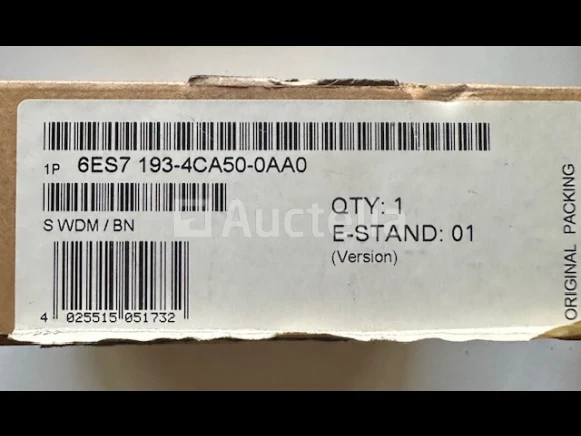 1P 6ES7 193-4CA50-0AA0
S WDM / BN
QTY: 1
E-STAND: 01
(Version)
4 025515 051732
ORIGINAL PACKING
Auctelia